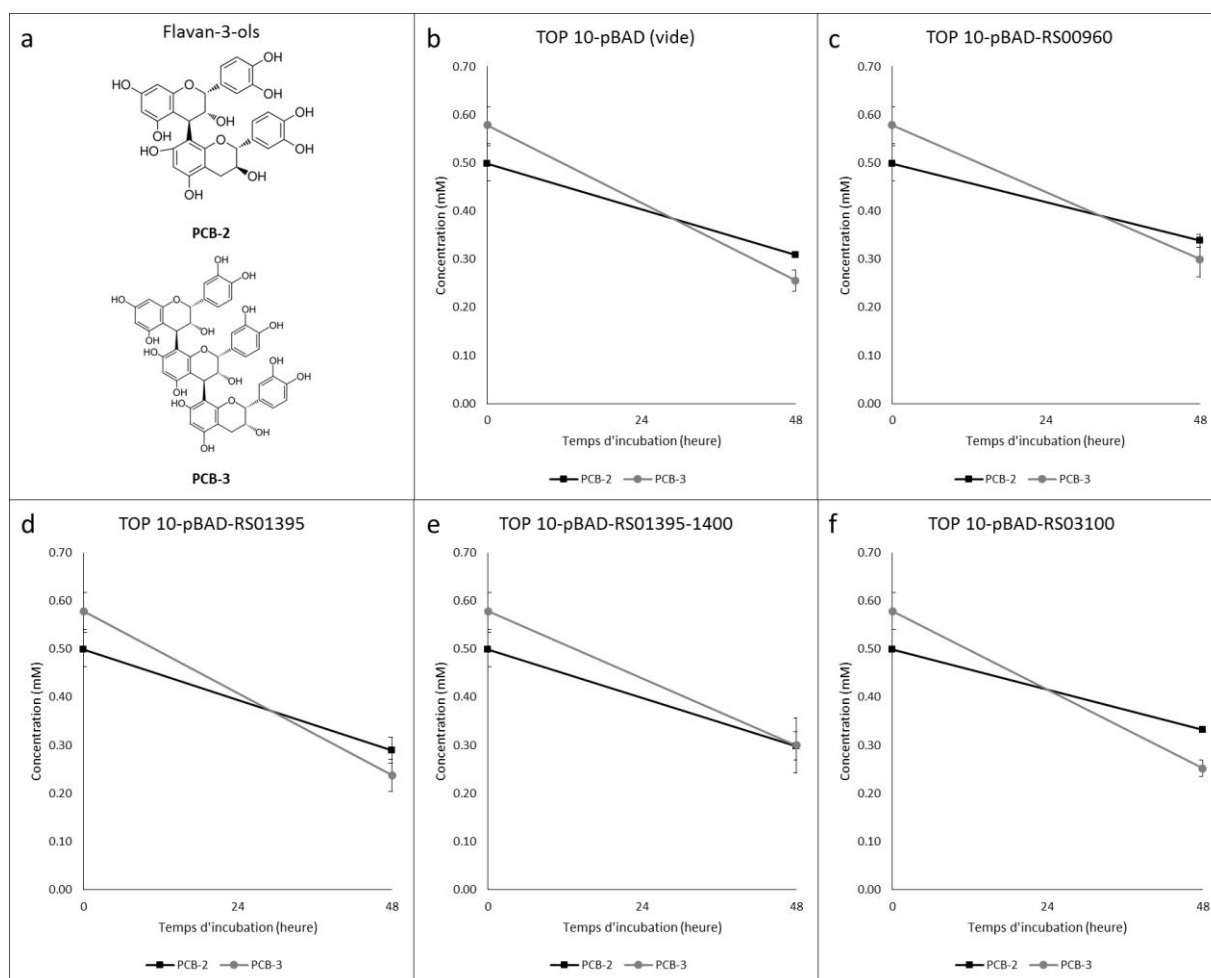 a
Flavan-3-ols
HO
OH
OH
O
OH
OH
HO
O
OH
OH
OH
OH
PCB-2
OH
OH
HO
O
OH
OH
OH
OH
HO
O
OH
OH
OH
OH
HO
O
OH
OH
PCB-3
b
TOP 10-pBAD (vide)
Concentration (mM)
0.70
0.60
0.50
0.40
0.30
0.20
0.10
0.00
0 24 48
Temps d'incubation (heure)
PCB-2 PCB-3
c
TOP 10-pBAD-RS00960
Concentration (mM)
0.70
0.60
0.50
0.40
0.30
0.20
0.10
0.00
0 24 48
Temps d'incubation (heure)
PCB-2 PCB-3
d
TOP 10-pBAD-RS01395
Concentration (mM)
0.70
0.60
0.50
0.40
0.30
0.20
0.10
0.00
0 24 48
Temps d'incubation (heure)
PCB-2 PCB-3
e
TOP 10-pBAD-RS01395-1400
Concentration (mM)
0.70
0.60
0.50
0.40
0.30
0.20
0.10
0.00
0 24 48
Temps d'incubation (heure)
PCB-2 PCB-3
f
TOP 10-pBAD-RS03100
Concentration (mM)
0.70
0.60
0.50
0.40
0.30
0.20
0.10
0.00
0 24 48
Temps d'incubation (heure)
PCB-2 PCB-3